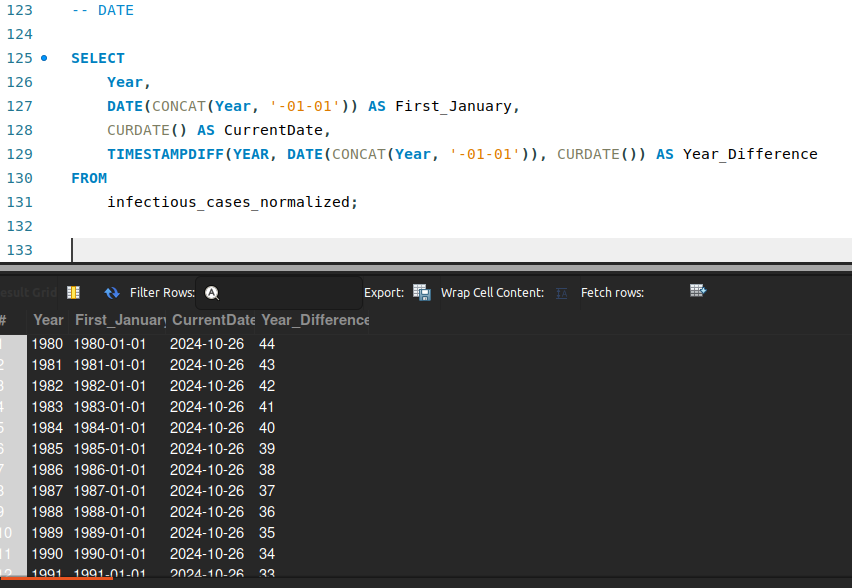 123 -- DATE
124
125 SELECT
126 Year,
127 DATE(CONCAT(Year, '-01-01')) AS First_January,
128 CURDATE() AS CurrentDate,
129 TIMESTAMPDIFF(YEAR, DATE(CONCAT(Year, '-01-01')), CURDATE()) AS Year_Difference
130 FROM
131 infectious_cases_normalized;
132
133
esult Grid Filter Rows: Export: Wrap Cell Content: Fetch rows:
# Year First_January CurrentDate Year_Difference
1 1980 1980-01-01 2024-10-26 44
2 1981 1981-01-01 2024-10-26 43
3 1982 1982-01-01 2024-10-26 42
4 1983 1983-01-01 2024-10-26 41
5 1984 1984-01-01 2024-10-26 40
6 1985 1985-01-01 2024-10-26 39
7 1986 1986-01-01 2024-10-26 38
8 1987 1987-01-01 2024-10-26 37
9 1988 1988-01-01 2024-10-26 36
10 1989 1989-01-01 2024-10-26 35
11 1990 1990-01-01 2024-10-26 34
12 1991 1991-01-01 2024-10-26 33